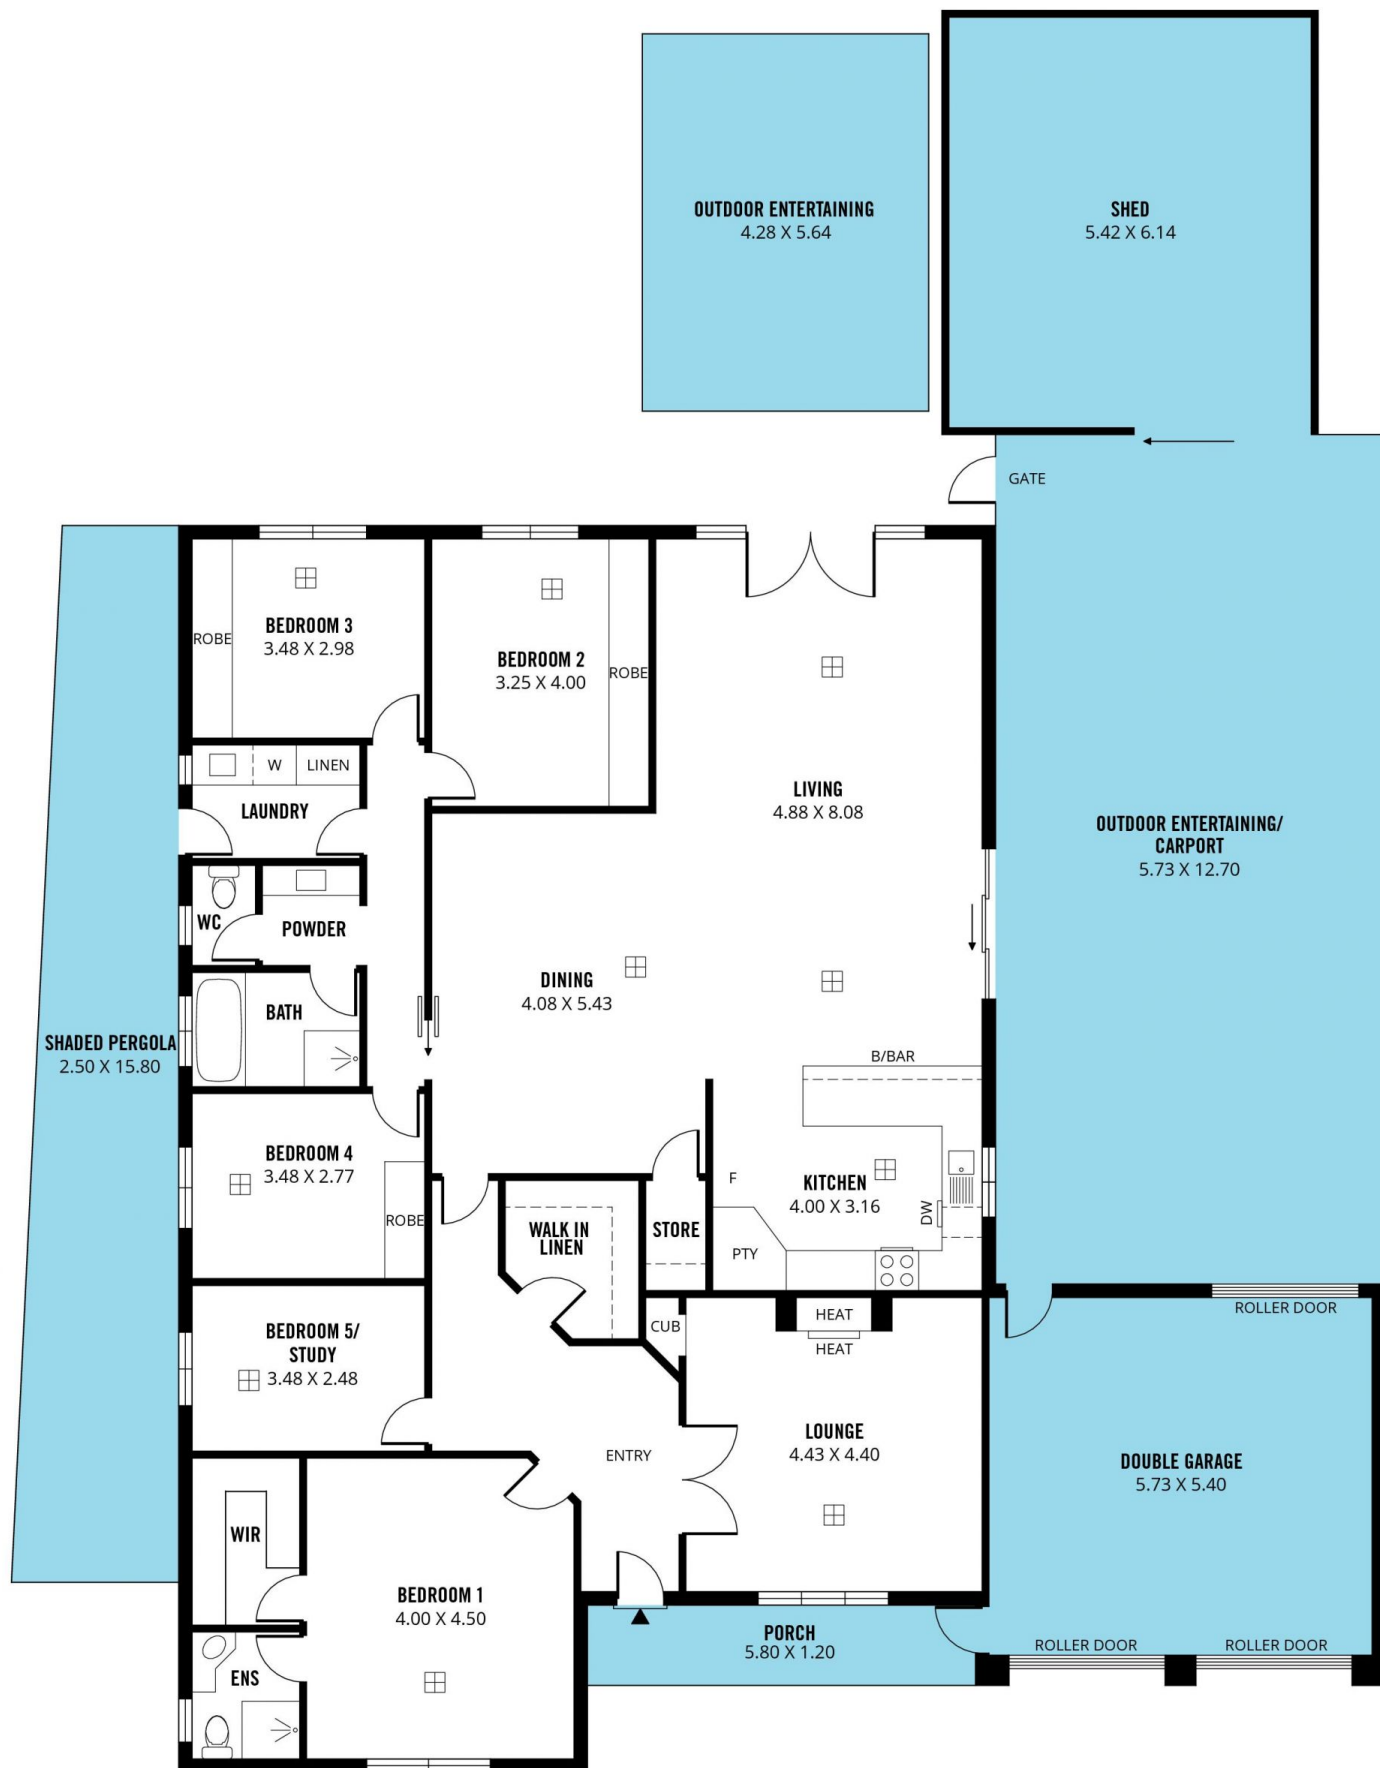 OUTDOOR ENTERTAINING
4.28 X 5.64
SHED
5.42 X 6.14
GATE
BEDROOM 3
3.48 X 2.98
ROBE
BEDROOM 2
3.25 X 4.00
ROBE
W
LINEN
LAUNDRY
LIVING
4.88 X 8.08
OUTDOOR ENTERTAINING/
CARPORT
5.73 X 12.70
WC
POWDER
DINING
4.08 X 5.43
BATH
SHADED PERGOLA
2.50 X 15.80
B/BAR
BEDROOM 4
3.48 X 2.77
ROBE
F
KITCHEN
4.00 X 3.16
DW
WALK IN
LINEN
STORE
PTY
BEDROOM 5/
STUDY
3.48 X 2.48
CUB
HEAT
HEAT
ROLLER DOOR
LOUNGE
4.43 X 4.40
ENTRY
DOUBLE GARAGE
5.73 X 5.40
WIR
BEDROOM 1
4.00 X 4.50
PORCH
5.80 X 1.20
ROLLER DOOR
ROLLER DOOR
ENS